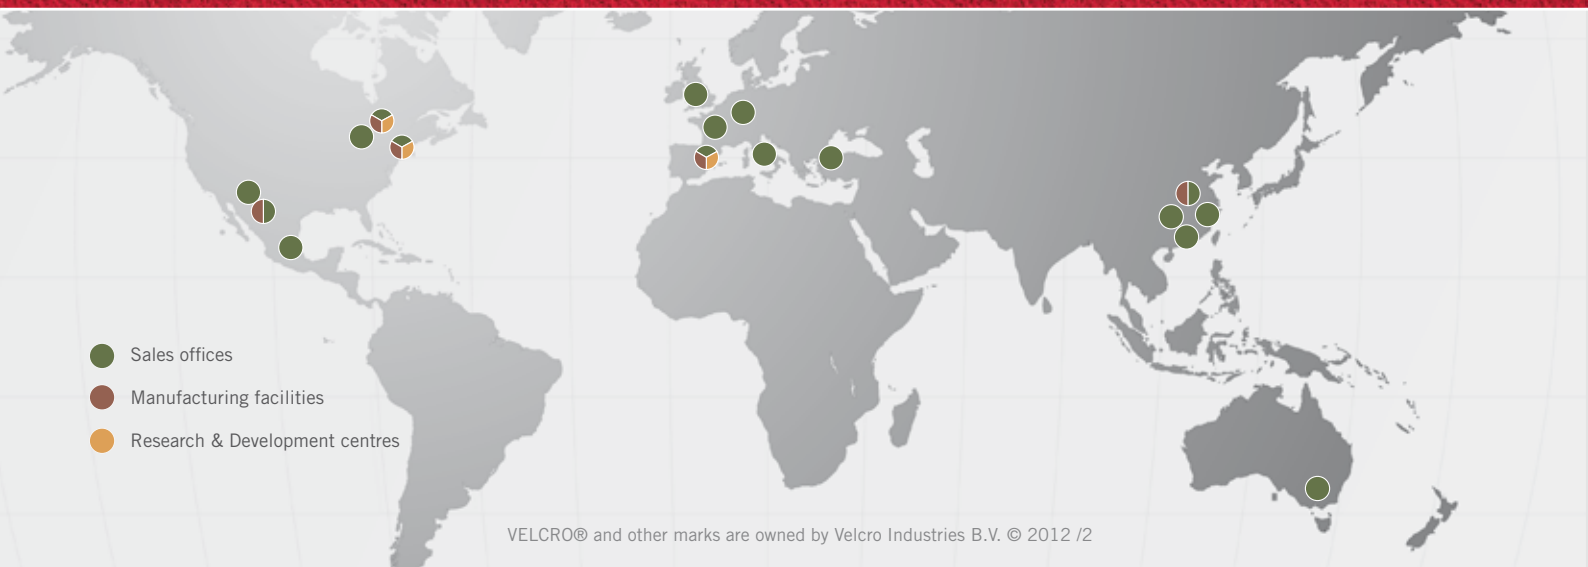 Sales offices
Manufacturing facilities
Research & Development centres
VELCRO® and other marks are owned by Velcro Industries B.V. © 2012 /2